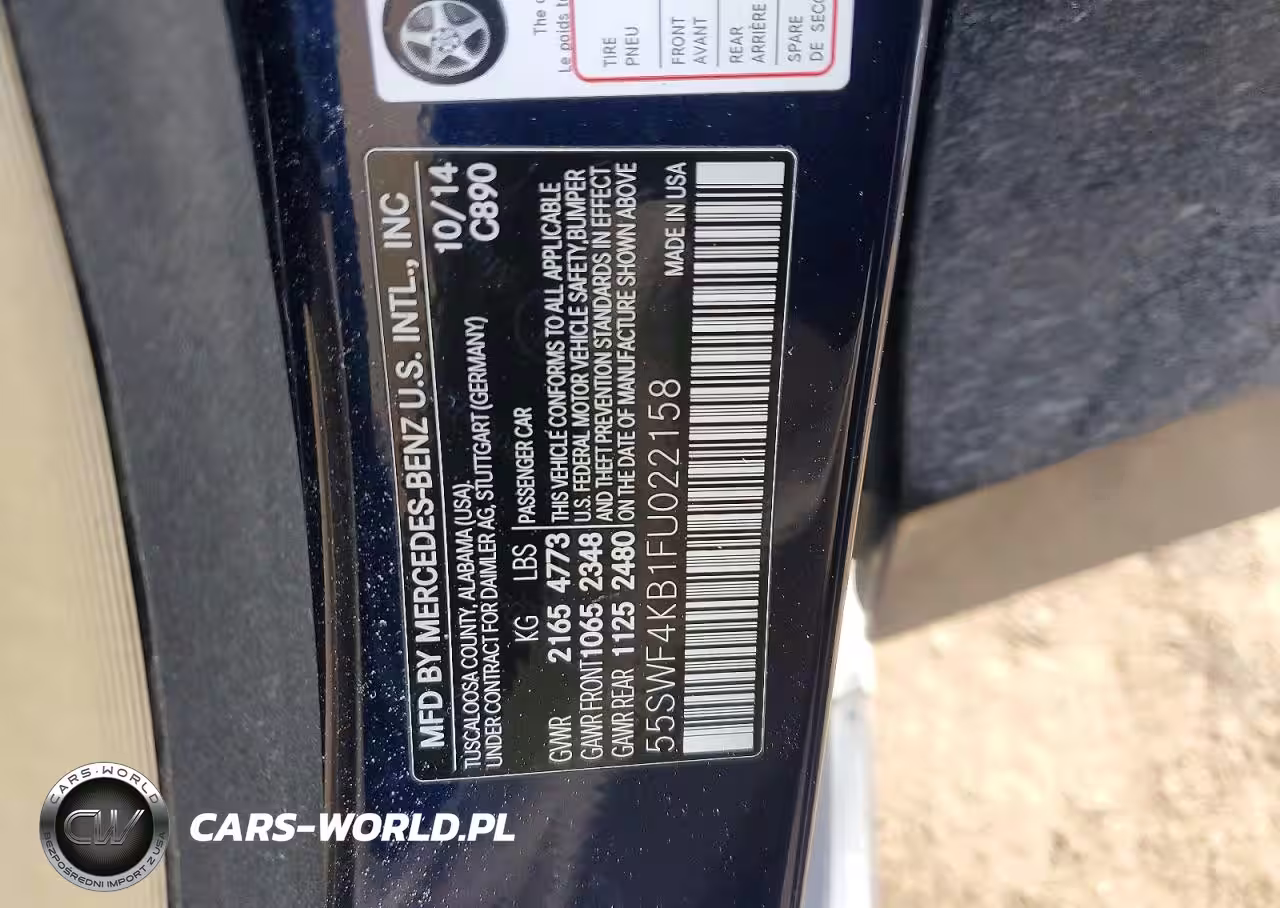 The
Le poids
TIRE
PNEU
FRONT
AVANT
REAR
ARRIÈRE
SPARE
DE
MFD BY MERCEDES-BENZ U.S. INTL., INC
TUSCALOOSA COUNTY, ALABAMA (USA), 10/14
UNDER CONTRACT FOR DAIMLER AG, STUTTGART (GERMANY) C890
KG LBS PASSENGER CAR
GVWR 2165 4773 THIS VEHICLE CONFORMS TO ALL APPLICABLE
GAWR FRONT 1065 2348 U.S. FEDERAL MOTOR VEHICLE SAFETY, BUMPER
AND THEFT PREVENTION STANDARDS IN EFFECT
GAWR REAR 1125 2480 ON THE DATE OF MANUFACTURE SHOWN ABOVE
55SWF4KB1FU022158 MADE IN USA
CARS-WORLD
CW
BEZPOŚREDNI IMPORT Z USA
CARS-WORLD.PL